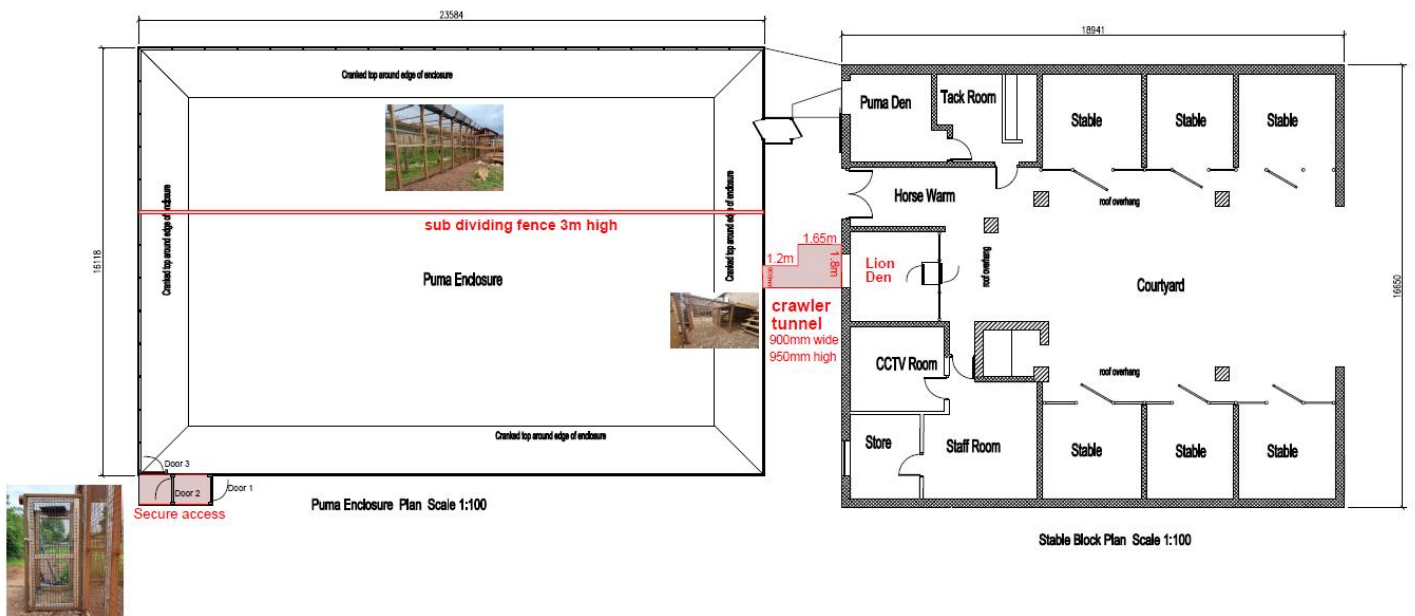 23584
18941
Cranked top around edge of enclosure
Puma Den
Tack Room
Stable
Stable
Stable
Cranked top around edge of enclosure
Cranked top around edge of enclosure
Horse Warm
roof overhang
sub dividing fence 3m high
16118
1.65m
1.2m
1.8m
Lion
Den
roof overhang
Puma Enclosure
Courtyard
16650
crawler
tunnel
900mm wide
950mm high
CCTV Room
roof overhang
Cranked top around edge of enclosure
Store
Staff Room
Stable
Stable
Stable
Door 3
Door 2
Door 1
Secure access
Puma Enclosure Plan Scale 1:100
Stable Block Plan Scale 1:100